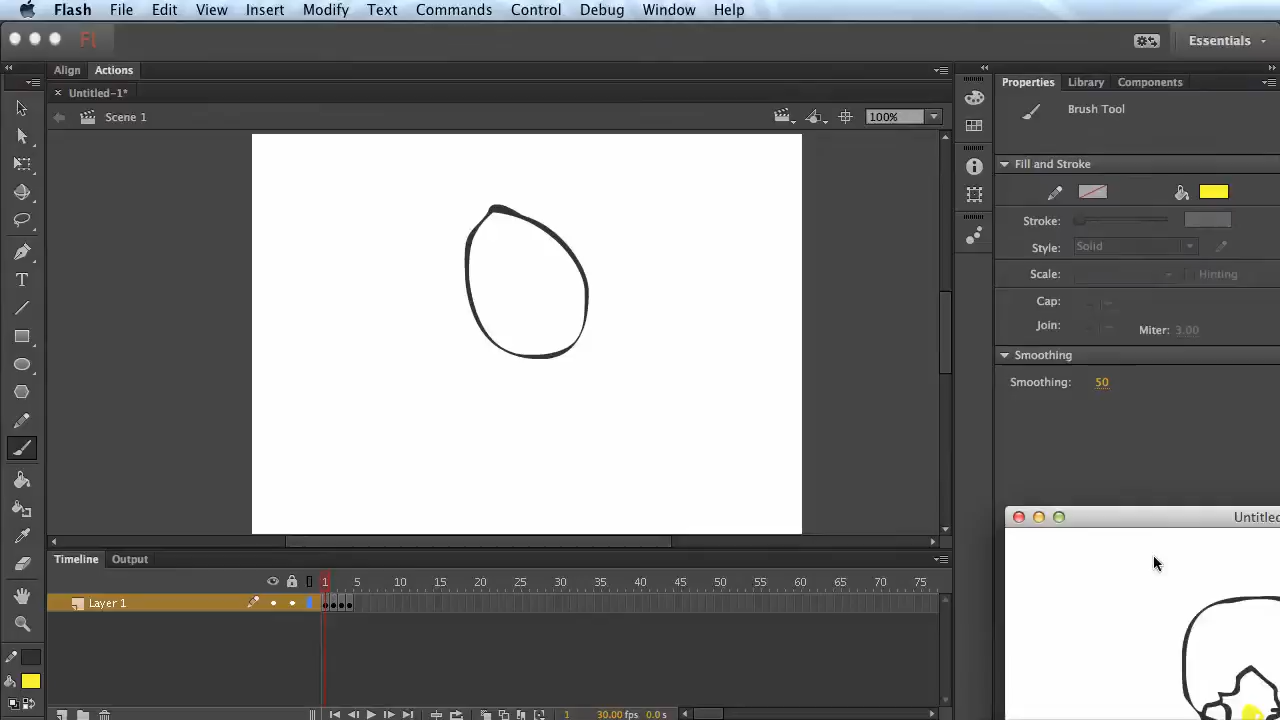 Flash File Edit View Insert Modify Text Commands Control Debug Window Help
Fl Essentials
Align Actions
Properties Library Components
Untitled-1*
Brush Tool
Scene 1 100%
Fill and Stroke
Stroke:
Style: Solid
Scale: Hinting
Cap:
Join: Miter: 3.00
Smoothing
Smoothing: 50
Untitled
Timeline Output
1 5 10 15 20 25 30 35 40 45 50 55 60 65 70 75
Layer 1
1 30.00 fps 0.0 s